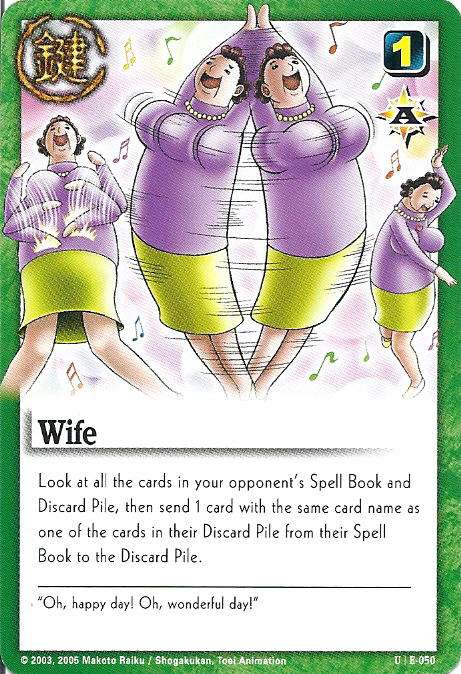 鍵
1
A
Wife
Look at all the cards in your opponent's Spell Book and
Discard Pile, then send 1 card with the same card name as
one of the cards in their Discard Pile from their Spell
Book to the Discard Pile.
"Oh, happy day! Oh, wonderful day!"
© 2003, 2005 Makoto Raiku / Shogakukan, Toei Animation
U | E-050